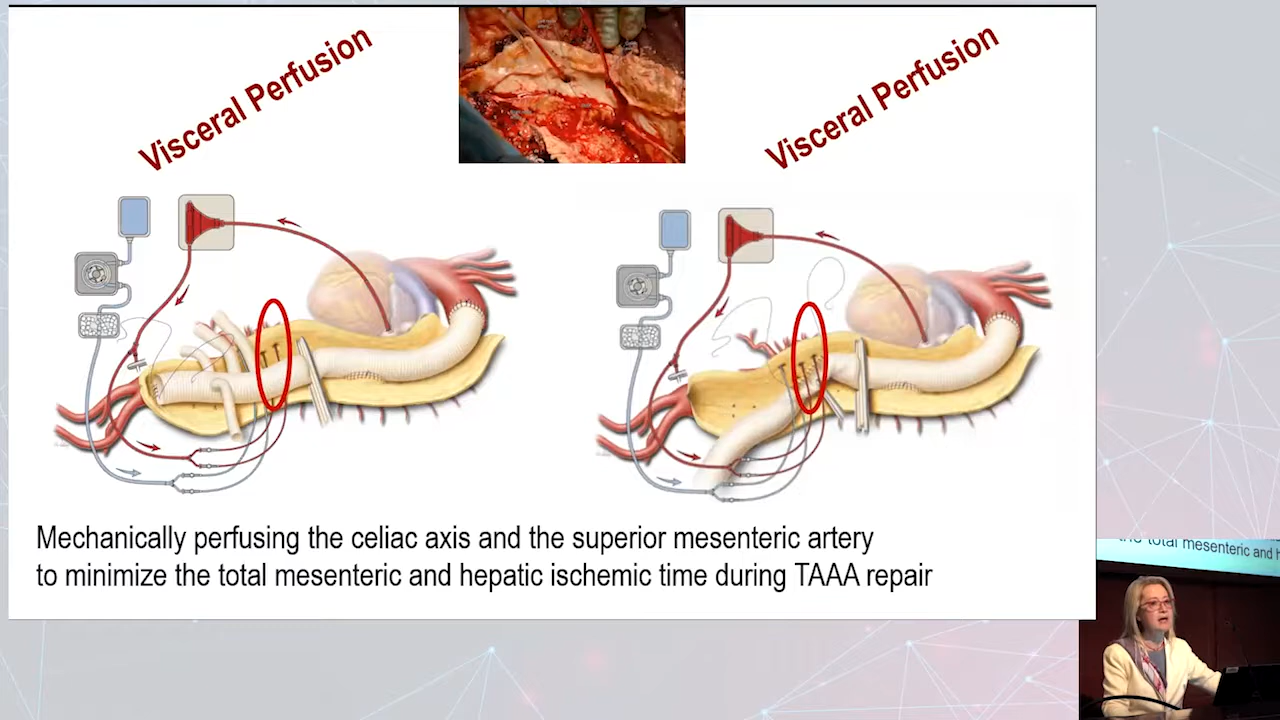 Visceral Perfusion
Visceral Perfusion
Mechanically perfusing the celiac axis and the superior mesenteric artery
to minimize the total mesenteric and hepatic ischemic time during TAAA repair
the total mesenteric and h